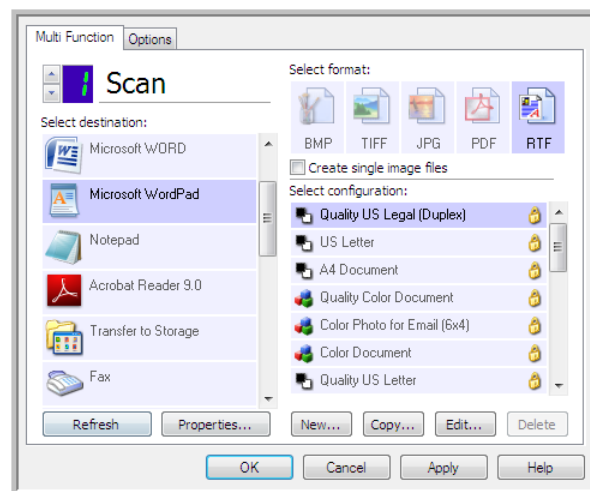 Multi Function
Options
1
Scan
Select destination:
Microsoft WORD
Microsoft WordPad
Notepad
Acrobat Reader 9.0
Transfer to Storage
Fax
Refresh
Properties...
Select format:
BMP TIFF JPG PDF RTF
Create single image files
Select configuration:
Quality US Legal (Duplex)
US Letter
A4 Document
Quality Color Document
Color Photo for Email (6x4)
Color Document
Quality US Letter
New... Copy... Edit... Delete
OK Cancel Apply Help